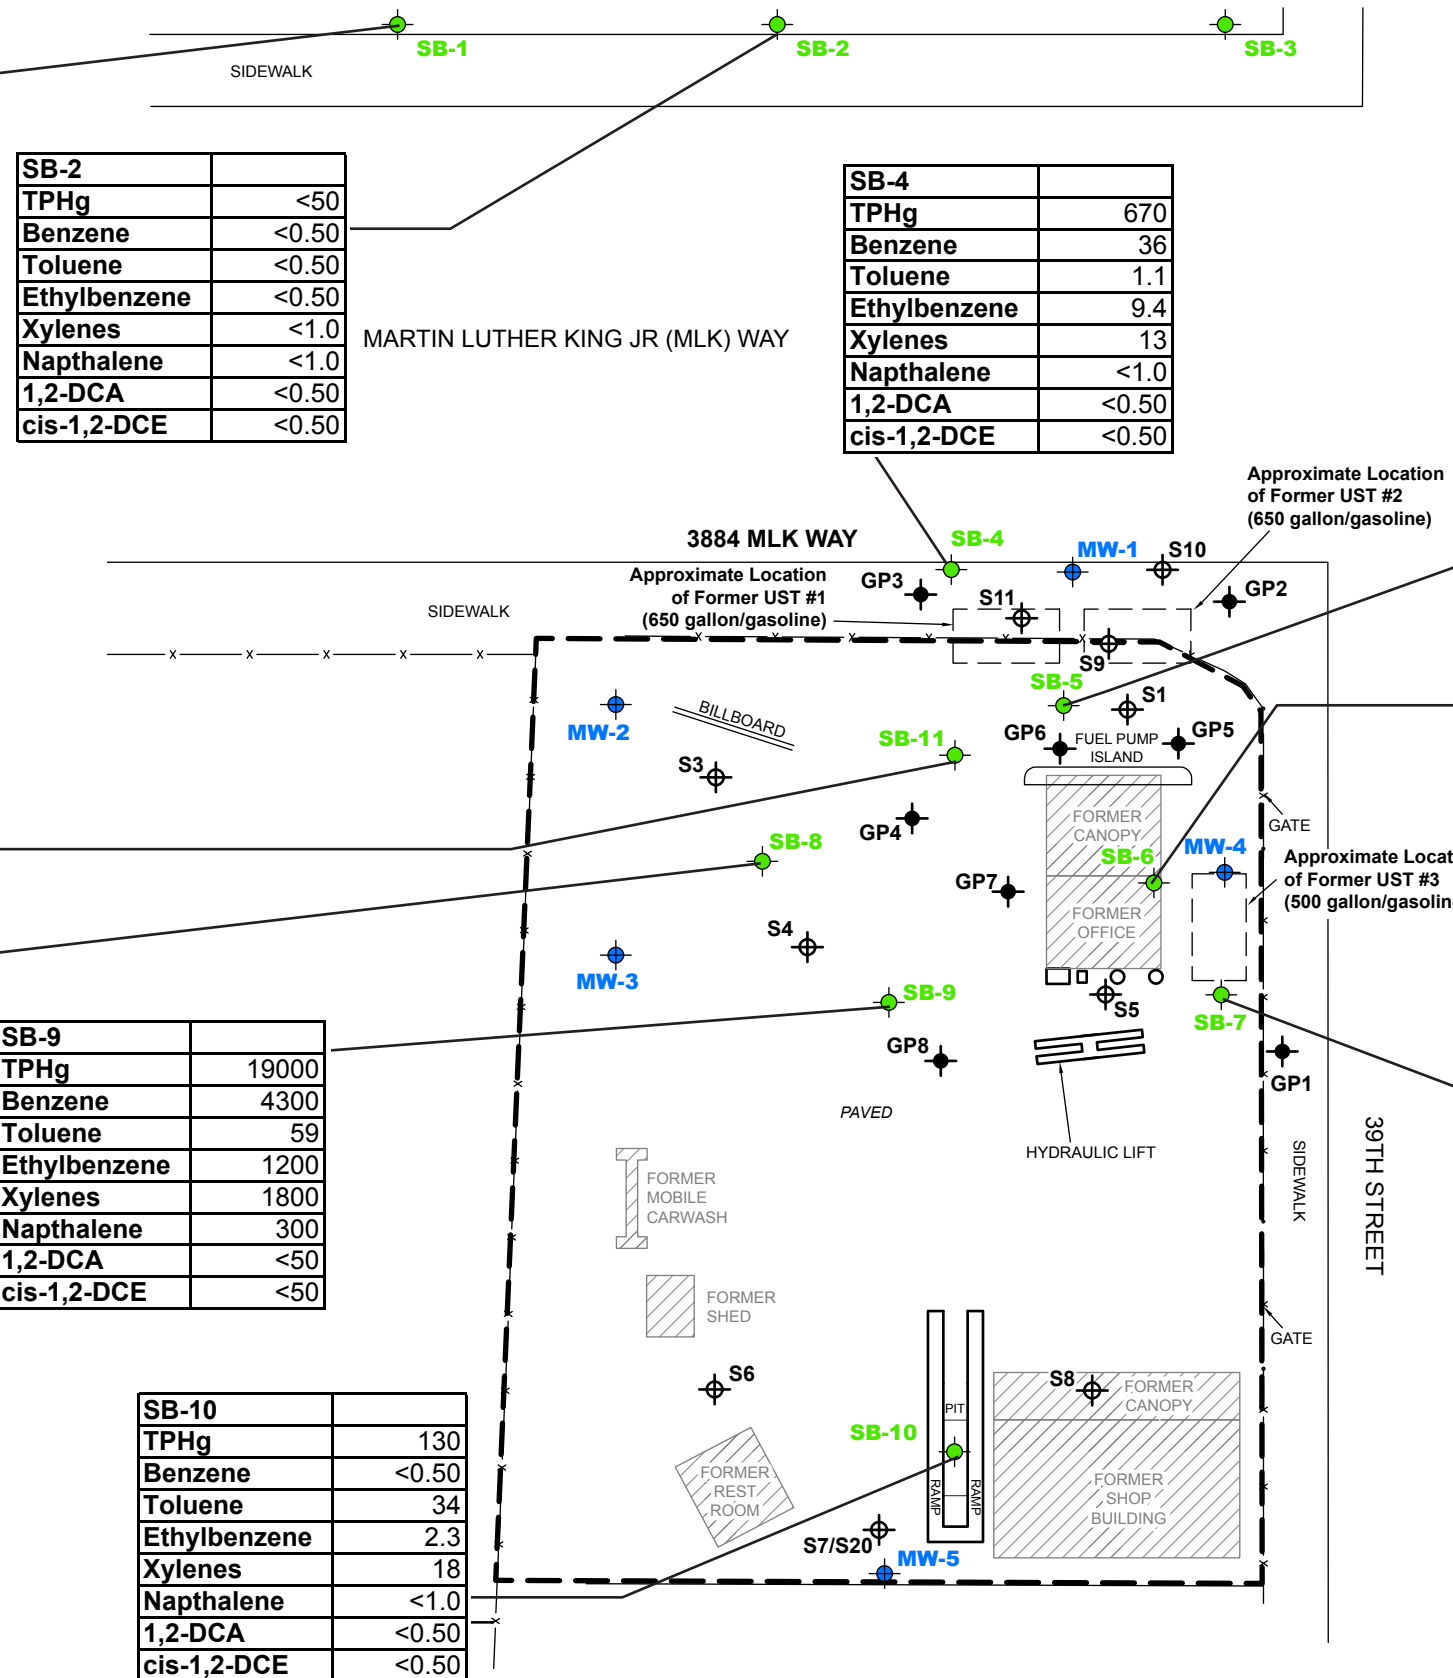 SB-1
SB-2
SB-3
SIDEWALK
SB-2
TPHg <50
Benzene <0.50
Toluene <0.50
Ethylbenzene <0.50
Xylenes <1.0
Napthalene <1.0
1,2-DCA <0.50
cis-1,2-DCE <0.50
MARTIN LUTHER KING JR (MLK) WAY
SB-4
TPHg 670
Benzene 36
Toluene 1.1
Ethylbenzene 9.4
Xylenes 13
Napthalene <1.0
1,2-DCA <0.50
cis-1,2-DCE <0.50
Approximate Location
of Former UST #2
(650 gallon/gasoline)
3884 MLK WAY
SB-4
MW-1
S10
Approximate Location
of Former UST #1
(650 gallon/gasoline)
GP3
S11
GP2
SIDEWALK
S9
SB-5
S1
MW-2
BILLBOARD
SB-11
GP6
FUEL PUMP
ISLAND
GP5
S3
GP4
FORMER
CANOPY
GATE
SB-8
SB-6
MW-4
Approximate Locat
of Former UST #3
(500 gallon/gasolin
GP7
FORMER
OFFICE
S4
MW-3
SB-9
S5
SB-7
SB-9
TPHg 19000
Benzene 4300
Toluene 59
Ethylbenzene 1200
Xylenes 1800
Napthalene 300
1,2-DCA <50
cis-1,2-DCE <50
GP8
GP1
PAVED
HYDRAULIC LIFT
SIDEWALK
39TH STREET
FORMER
MOBILE
CARWASH
FORMER
SHED
GATE
S6
S8
FORMER
CANOPY
SB-10
TPHg 130
Benzene <0.50
Toluene 34
Ethylbenzene 2.3
Xylenes 18
Napthalene <1.0
1,2-DCA <0.50
cis-1,2-DCE <0.50
PIT
SB-10
RAMP
RAMP
FORMER
REST
ROOM
FORMER
SHOP
BUILDING
S7/S20
MW-5